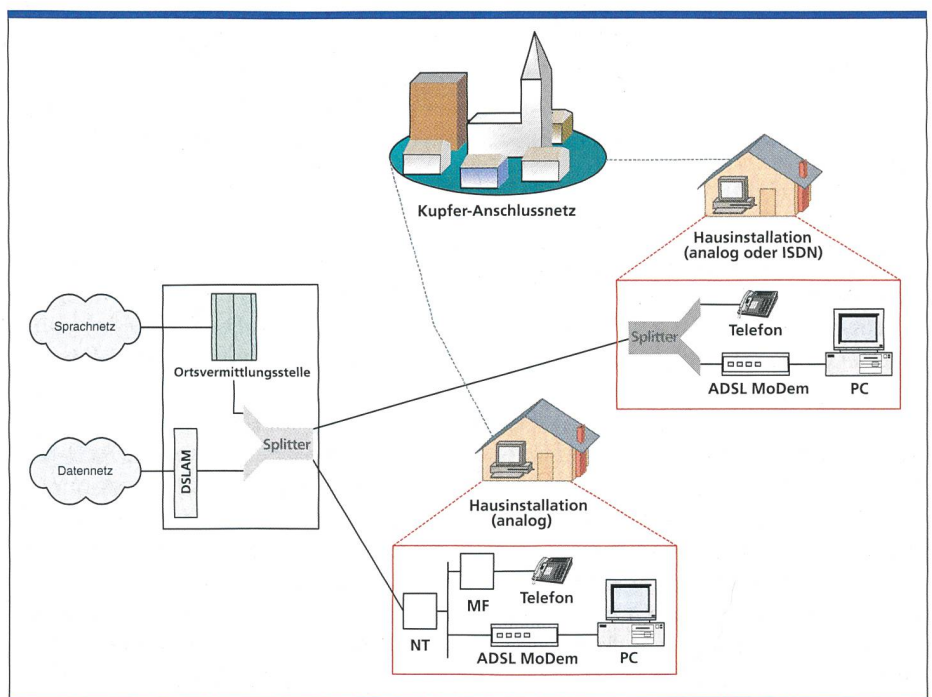 Kupfer-Anschlussnetz
Hausinstallation
(analog oder ISDN)
Sprachnetz
Ortsvermittlungsstelle
Splitter
Telefon
ADSL MoDem
PC
Datennetz
DSLAM
Splitter
Hausinstallation
(analog)
MF
Telefon
NT
ADSL MoDem
PC